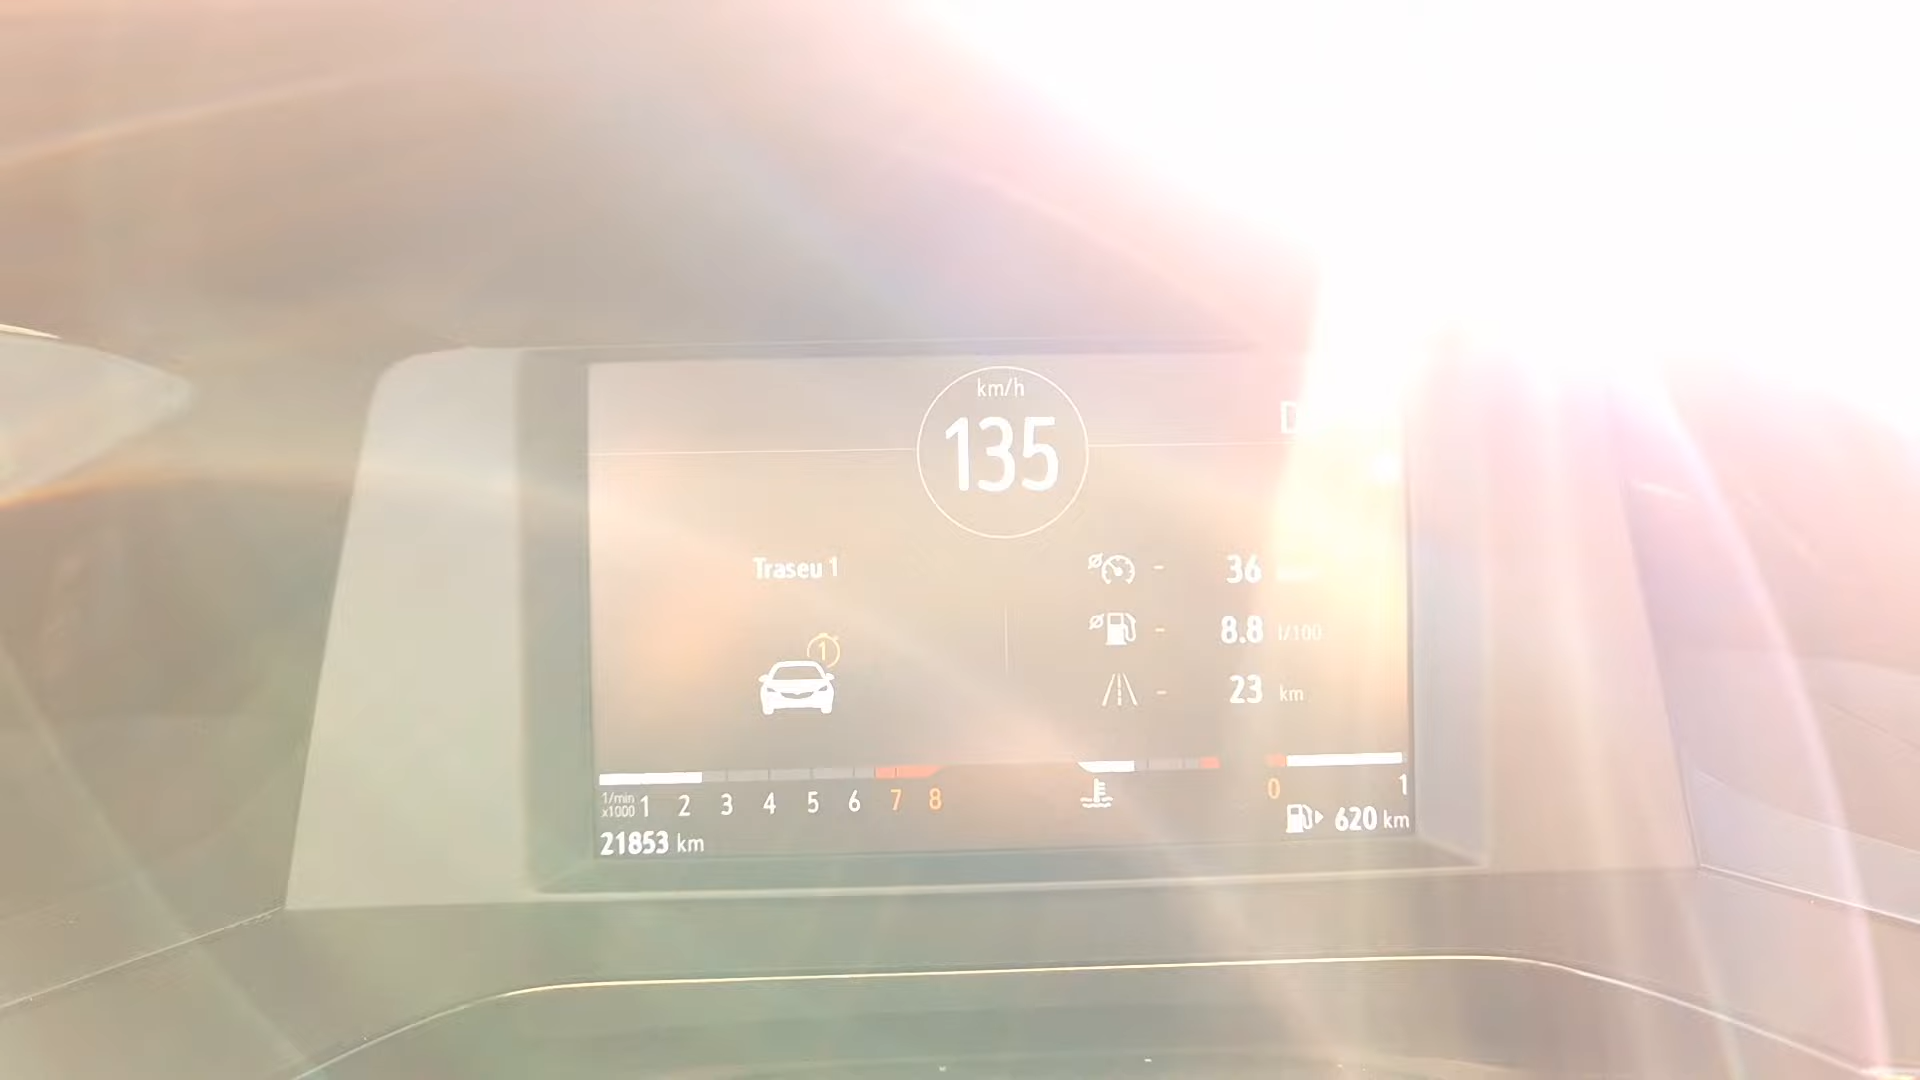 km/h
135
D
Traseu 1
1
36
8.8 l/100
23 km
1/min
x1000 1 2 3 4 5 6 7 8
0 1
21853 km
620 km